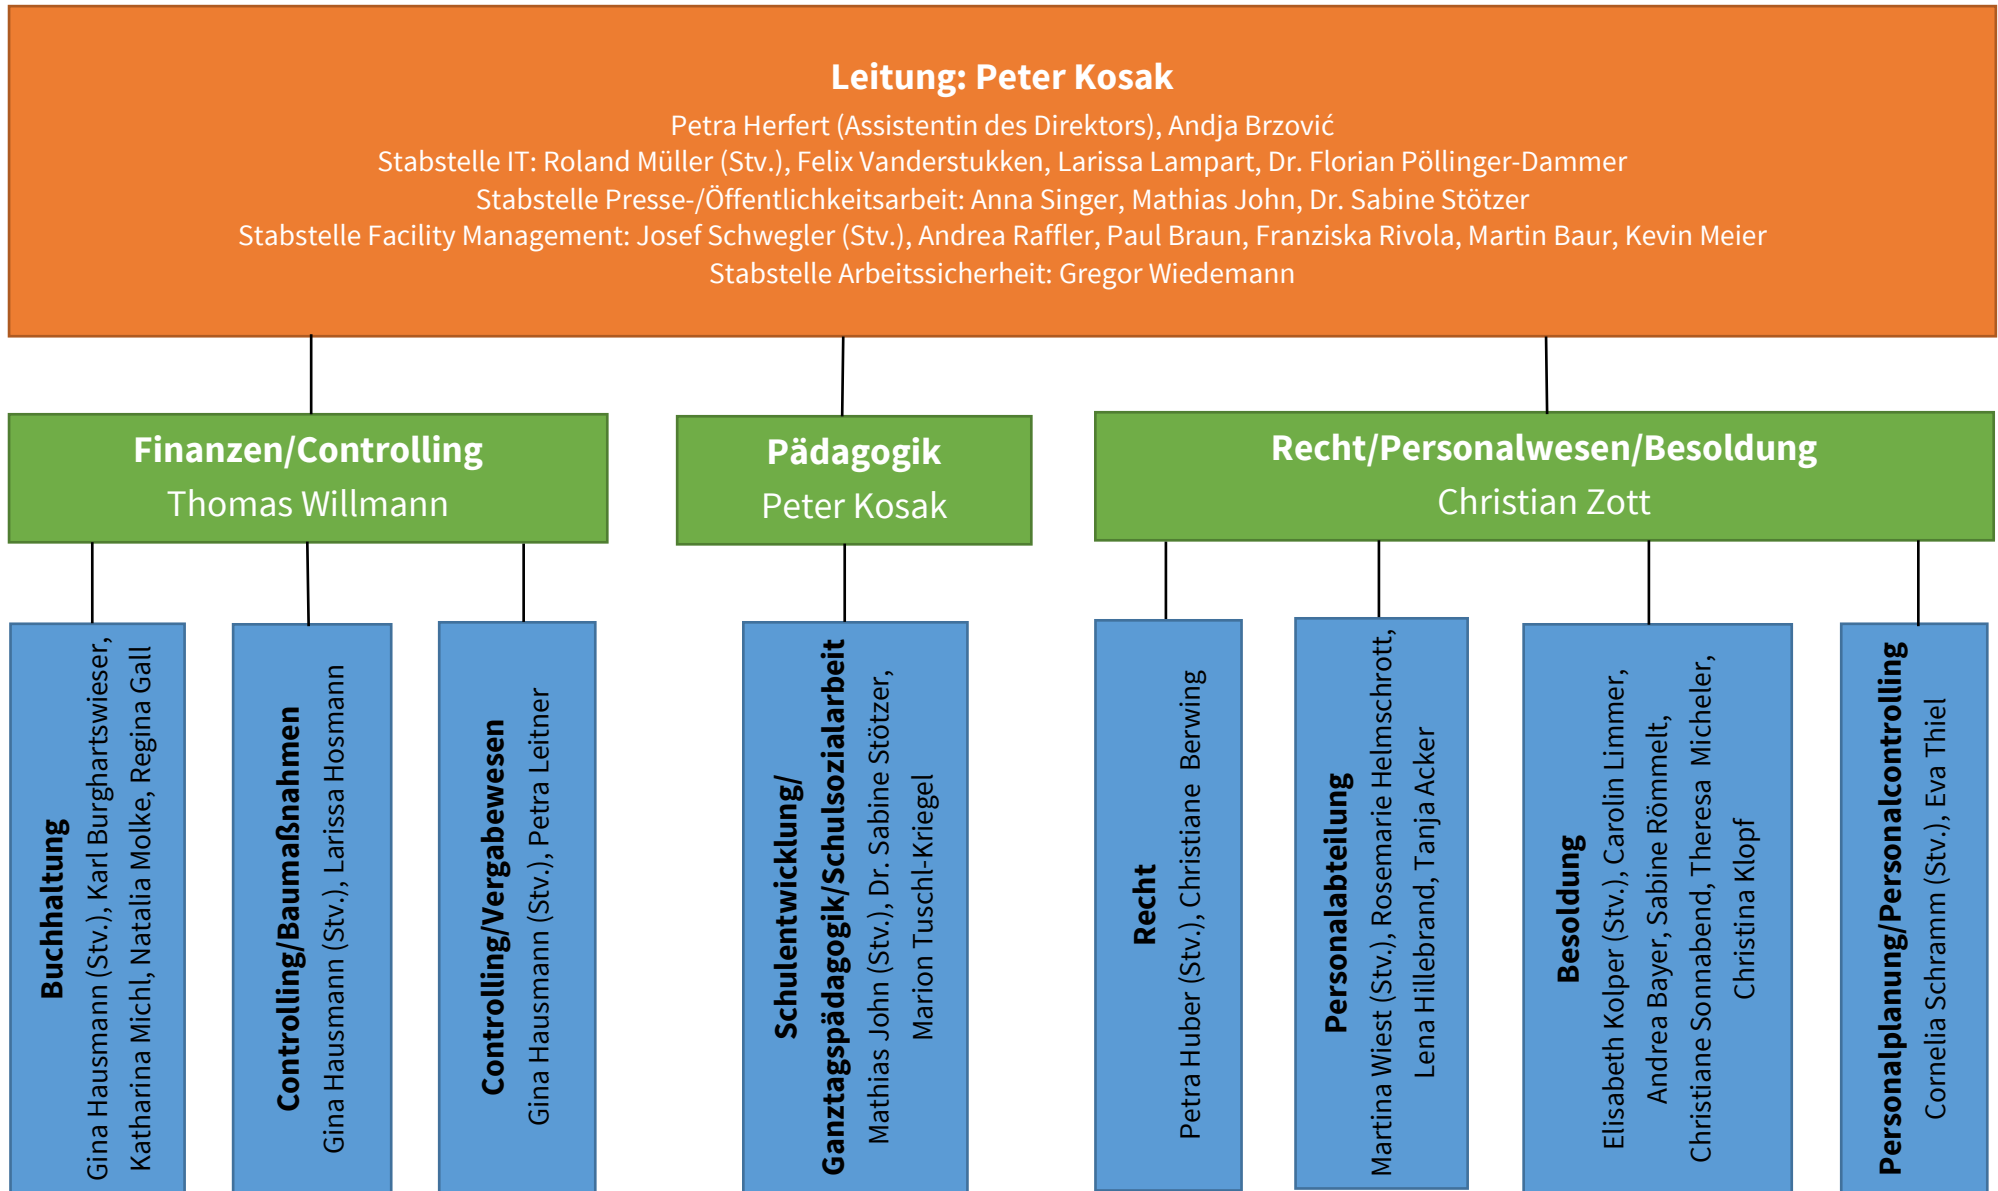 Leitung: Peter Kosak
Petra Herfert (Assistentin des Direktors), Andja Brzović
Stabstelle IT: Roland Müller (Stv.), Felix Vanderstukken, Larissa Lampart, Dr. Florian Pöllinger-Dammer
Stabstelle Presse-/Öffentlichkeitsarbeit: Anna Singer, Mathias John, Dr. Sabine Stötzer
Stabstelle Facility Management: Josef Schwegler (Stv.), Andrea Raffler, Paul Braun, Franziska Rivola, Martin Baur, Kevin Meier
Stabstelle Arbeitssicherheit: Gregor Wiedemann
Finanzen/Controlling
Thomas Willmann
Pädagogik
Peter Kosak
Recht/Personalwesen/Besoldung
Christian Zott
Buchhaltung
Gina Hausmann (Stv.), Karl Burghartswieser,
Katharina Michl, Natalia Molke, Regina Gall
Controlling/Baumaßnahmen
Gina Hausmann (Stv.), Larissa Hosmann
Controlling/Vergabewesen
Gina Hausmann (Stv.), Petra Leitner
Schulentwicklung/
Ganztagspädagogik/Schulsozialarbeit
Mathias John (Stv.), Dr. Sabine Stötzer,
Marion Tuschl-Kriegel
Recht
Petra Huber (Stv.), Christiane Berwing
Personalabteilung
Martina Wiest (Stv.), Rosemarie Helmschrott,
Lena Hillebrand, Tanja Acker
Besoldung
Elisabeth Kolper (Stv.), Carolin Limmer,
Andrea Bayer, Sabine Römmelt,
Christiane Sonnabend, Theresa Micheler,
Christina Klopf
Personalplanung/Personalcontrolling
Cornelia Schramm (Stv.), Eva Thiel